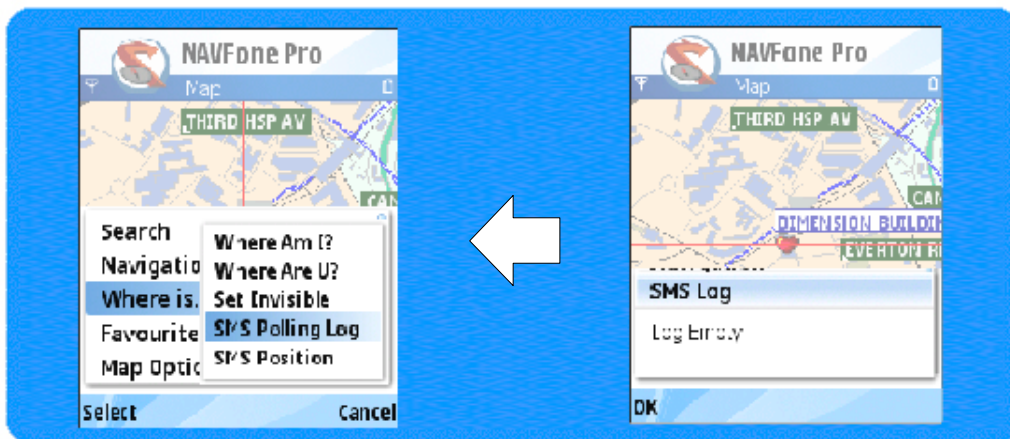 NAVFone Pro
Map
THIRD HSP AV
CAN
Search
Navigatio
Where is.
Favourite
Map Optic
Where Am I?
Where Are U?
Set Invisible
SMS Polling Log
SMS Position
Select
Cancel
NAVFone Pro
Map
THIRD HSP AV
CAN
DIMENSION BUILDIN
EVERTON R
SMS Log
Log Empty
OK